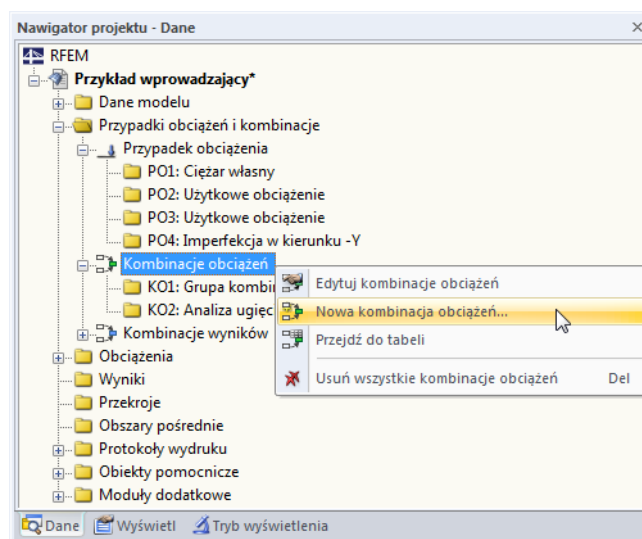 Nawigator projektu - Dane
RFEM
Przykład wprowadzający*
Dane modelu
Przypadki obciążeń i kombinacje
Przypadek obciążenia
PO1: Ciężar własny
PO2: Użytkowe obciążenie
PO3: Użytkowe obciążenie
PO4: Imperfekcja w kierunku -Y
Kombinacje obciążeń
KO1: Grupa
KO2: Analiza
Kombinacje wyników
Obciążenia
Wyniki
Przekroje
Obszary pośrednie
Protokoły wydruku
Obiekty pomocnicze
Moduły dodatkowe
Edytuj kombinacje obciążeń
Nowa kombinacja obciążeń...
Przejdź do tabeli
Usuń wszystkie kombinacje obciążeń Del
Dane Wyświetl Tryb wyświetlenia